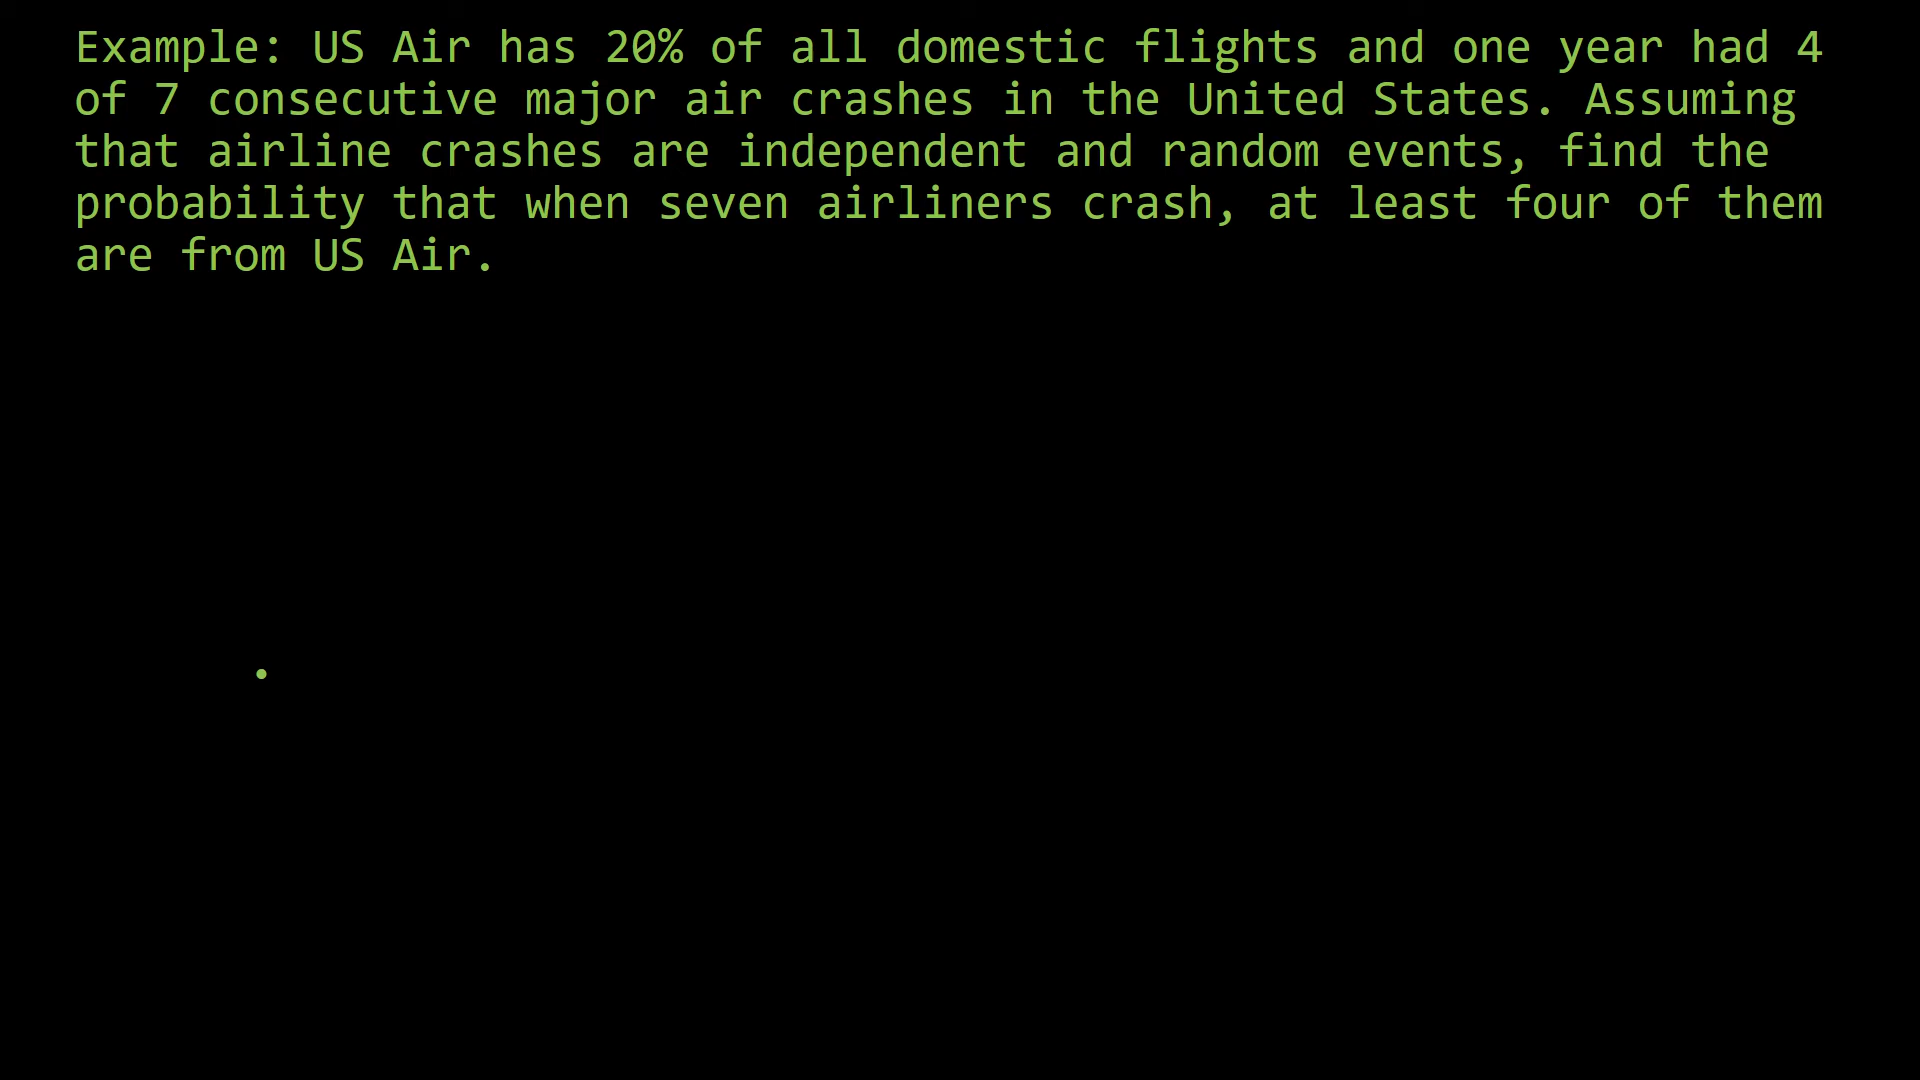 Example: US Air has 20% of all domestic flights and one year had 4
of 7 consecutive major air crashes in the United States. Assuming
that airline crashes are independent and random events, find the
probability that when seven airliners crash, at least four of them
are from US Air.
•